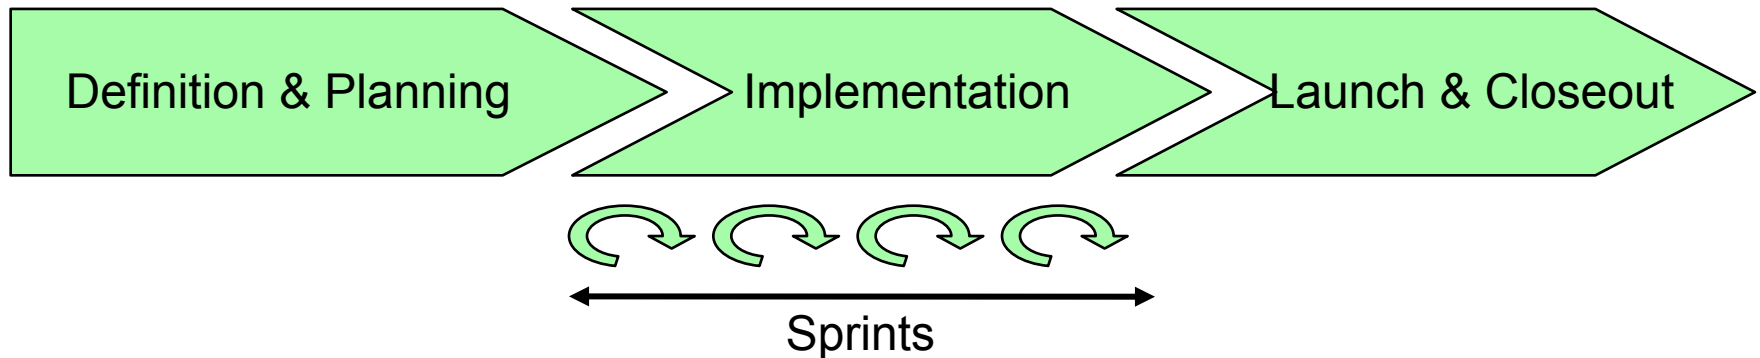 Definition & Planning
Implementation
Launch & Closeout
Sprints